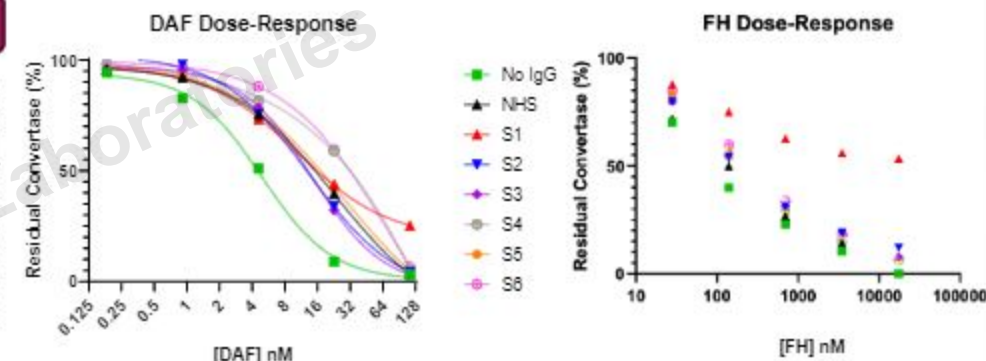 DAF Dose-Response
Residual Convertase (%)
100
50
0
0.125
0.25
0.5
1
2
4
8
16
32
64
128
[DAF] nM
No IgG
NHS
S1
S2
S3
S4
S5
S6
FH Dose-Response
Residual Convertase (%)
100
50
0
10
100
1000
10000
100000
[FH] nM
Laboratories